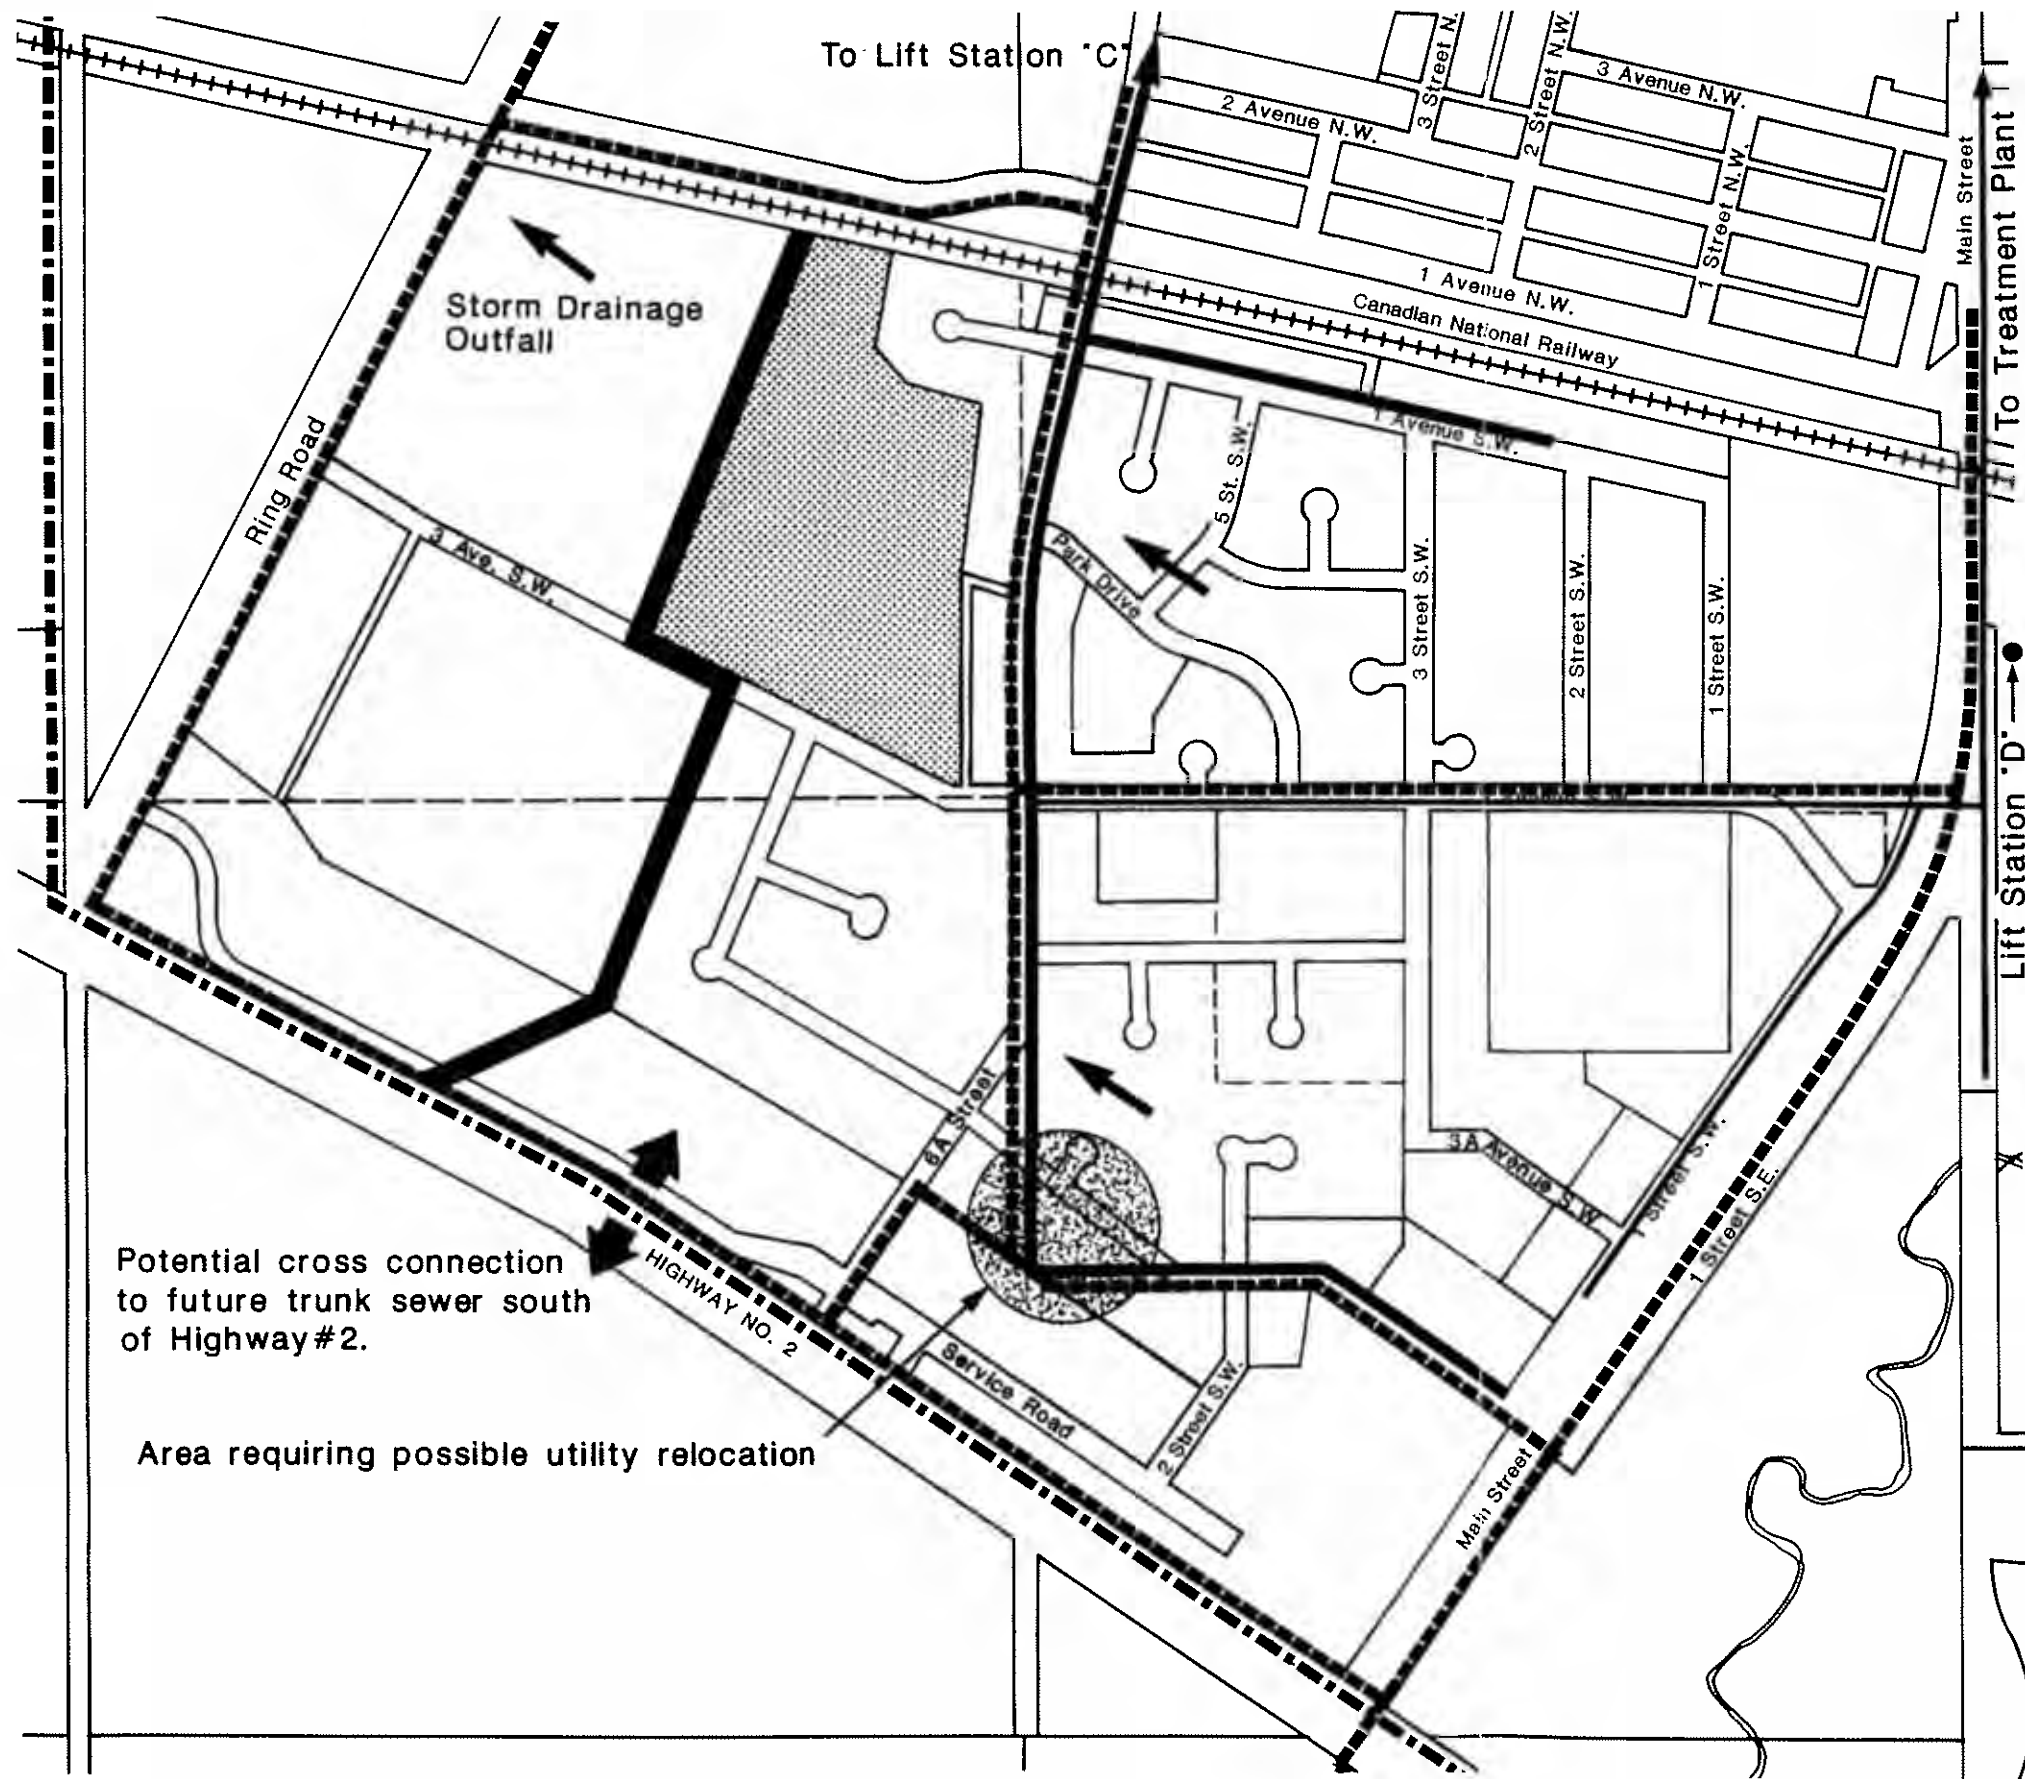 To Lift Station "C"
3 Street N.
2 Street N.W.
3 Avenue N.W.
2 Avenue N.W.
1 Street N.W.
Main Street
To Treatment Plant
1 Avenue N.W.
Canadian National Railway
Storm Drainage
Outfall
Ring Road
1 Avenue S.W.
5 St. S.W.
3 Ave. S.W.
Park Drive
3 Street S.W.
2 Street S.W.
1 Street S.W.
Lift Station "D"
6A Street
3A Avenue S.W.
1 Street S.W.
1 Street S.E.
Potential cross connection
to future trunk sewer south
of Highway #2.
HIGHWAY NO. 2
Service Road
2 Street S.W.
Main Street
Area requiring possible utility relocation